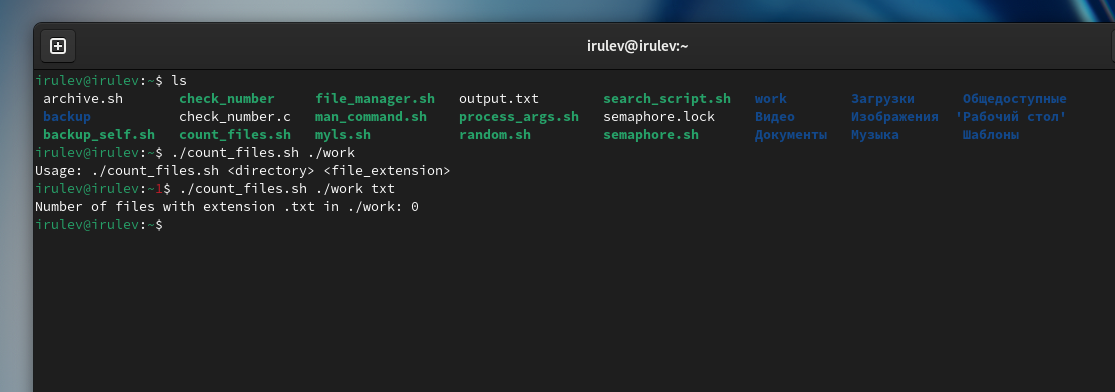 irulev@irulev:~
irulev@irulev:~$ ls
archive.sh check_number file_manager.sh output.txt search_script.sh work Загрузки Общедоступные
backup check_number.c man_command.sh process_args.sh semaphore.lock Видео Изображения 'Рабочий стол'
backup_self.sh count_files.sh myls.sh random.sh semaphore.sh Документы Музыка Шаблоны
irulev@irulev:~$ ./count_files.sh ./work
Usage: ./count_files.sh <directory> <file_extension>
irulev@irulev:~1$ ./count_files.sh ./work txt
Number of files with extension .txt in ./work: 0
irulev@irulev:~$